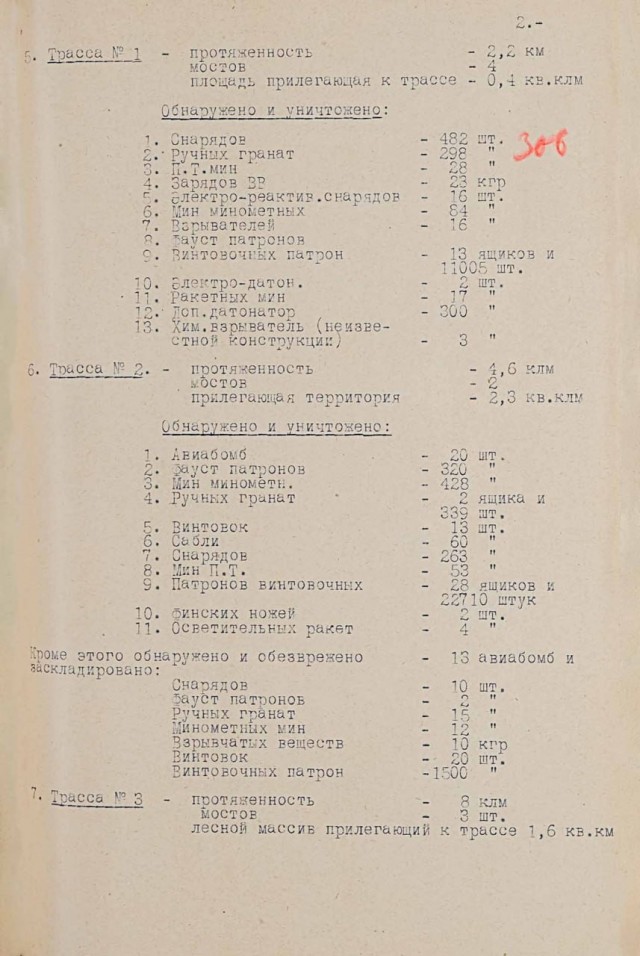 2.-
5. Трасса № 1 - протяженность - 2,2 км
мостов - 4
площадь прилегающая к трассе - 0,4 кв.клм
Обнаружено и уничтожено:
1. Снарядов - 482 шт.
306
2. Ручных гранат - 298 "
3. П.Т.мин - 28 "
4. Зарядов ВВ - 23 кгр
5. Электро-реактив.снарядов - 16 шт.
6. Мин минометных - 84 "
7. Взрывателей - 16 "
8. Фауст патронов
9. Винтовочных патрон - 13 ящиков и
11005 шт.
10. Электро-датон. - 2 шт.
11. Ракетных мин - 17 "
12. Доп.датонатор - 300 "
13. Хим.взрыватель (неизве-
стной конструкции) - 3 "
6. Трасса № 2. - протяженность - 4,6 клм
мостов - 2
прилегающая территория - 2,3 кв.клм
Обнаружено и уничтожено:
1. Авиабомб - 20 шт.
2. Фауст патронов - 320 "
3. Мин минометн. - 428 "
4. Ручных гранат - 2 ящика и
339 шт.
5. Винтовок - 13 шт.
6. Сабли - 60 "
7. Снарядов - 263 "
8. Мин П.Т. - 53 "
9. Патронов винтовочных - 28 ящиков и
22710 штук
10. Финских ножей - 2 шт.
11. Осветительных ракет - 4 "
Кроме этого обнаружено и обезврежено - 13 авиабомб и
заскладировано:
Снарядов - 10 шт.
Фауст патронов - 2 "
Ручных гранат - 15 "
Минометных мин - 12 "
Взрывчатых веществ - 10 кгр
Винтовок - 20 шт.
Винтовочных патрон -1500 "
7. Трасса № 3 - протяженность - 8 клм
мостов - 3 шт.
лесной массив прилегающий к трассе 1,6 кв.км